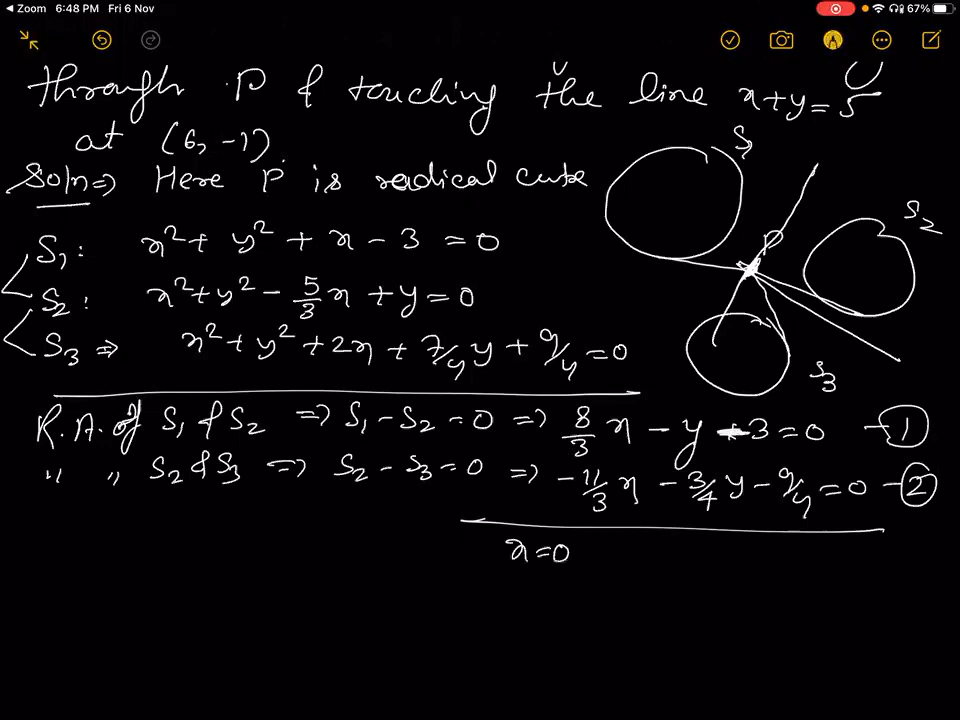 Zoom 6:48 PM Fri 6 Nov 67%
through P & touching the line x+y=5
at (6, -1).
Soln⇒ Here P is radical
S₁: x² + y² + x - 3 = 0
S₂: x² + y² - 5/3 x + y = 0
S₃ ⇒ x² + y² + 2x + 7/4 y + 9/4 = 0
R.A. of S₁ & S₂ ⇒ S₁ - S₂ = 0 ⇒ 8/3 x - y - 3 = 0 —①
" " S₂ & S₃ ⇒ S₂ - S₃ = 0 ⇒ -11/3 x - 3/4 y - 9/4 = 0 —②
x = 0
S₁
S₂
P
S₃